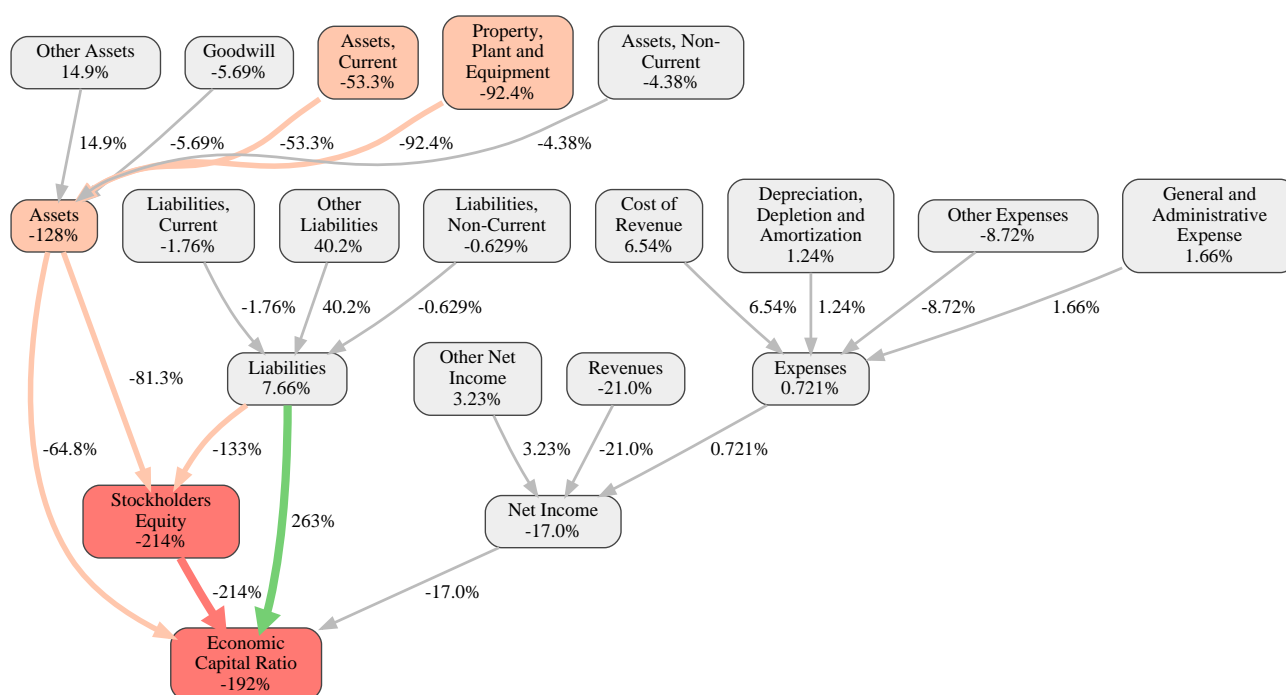 Other Assets
14.9%
Goodwill
-5.69%
Assets,
Current
-53.3%
Property,
Plant and
Equipment
-92.4%
Assets, Non-
Current
-4.38%
14.9%
-5.69%
-53.3%
-92.4%
-4.38%
Assets
-128%
Liabilities,
Current
-1.76%
Other
Liabilities
40.2%
Liabilities,
Non-Current
-0.629%
Cost of
Revenue
6.54%
Depreciation,
Depletion and
Amortization
1.24%
Other Expenses
-8.72%
General and
Administrative
Expense
1.66%
-1.76%
40.2%
-0.629%
6.54%
1.24%
-8.72%
1.66%
Liabilities
7.66%
Other Net
Income
3.23%
Revenues
-21.0%
Expenses
0.721%
-81.3%
-64.8%
-133%
3.23%
-21.0%
0.721%
Stockholders
Equity
-214%
263%
Net Income
-17.0%
-214%
-17.0%
Economic
Capital Ratio
-192%